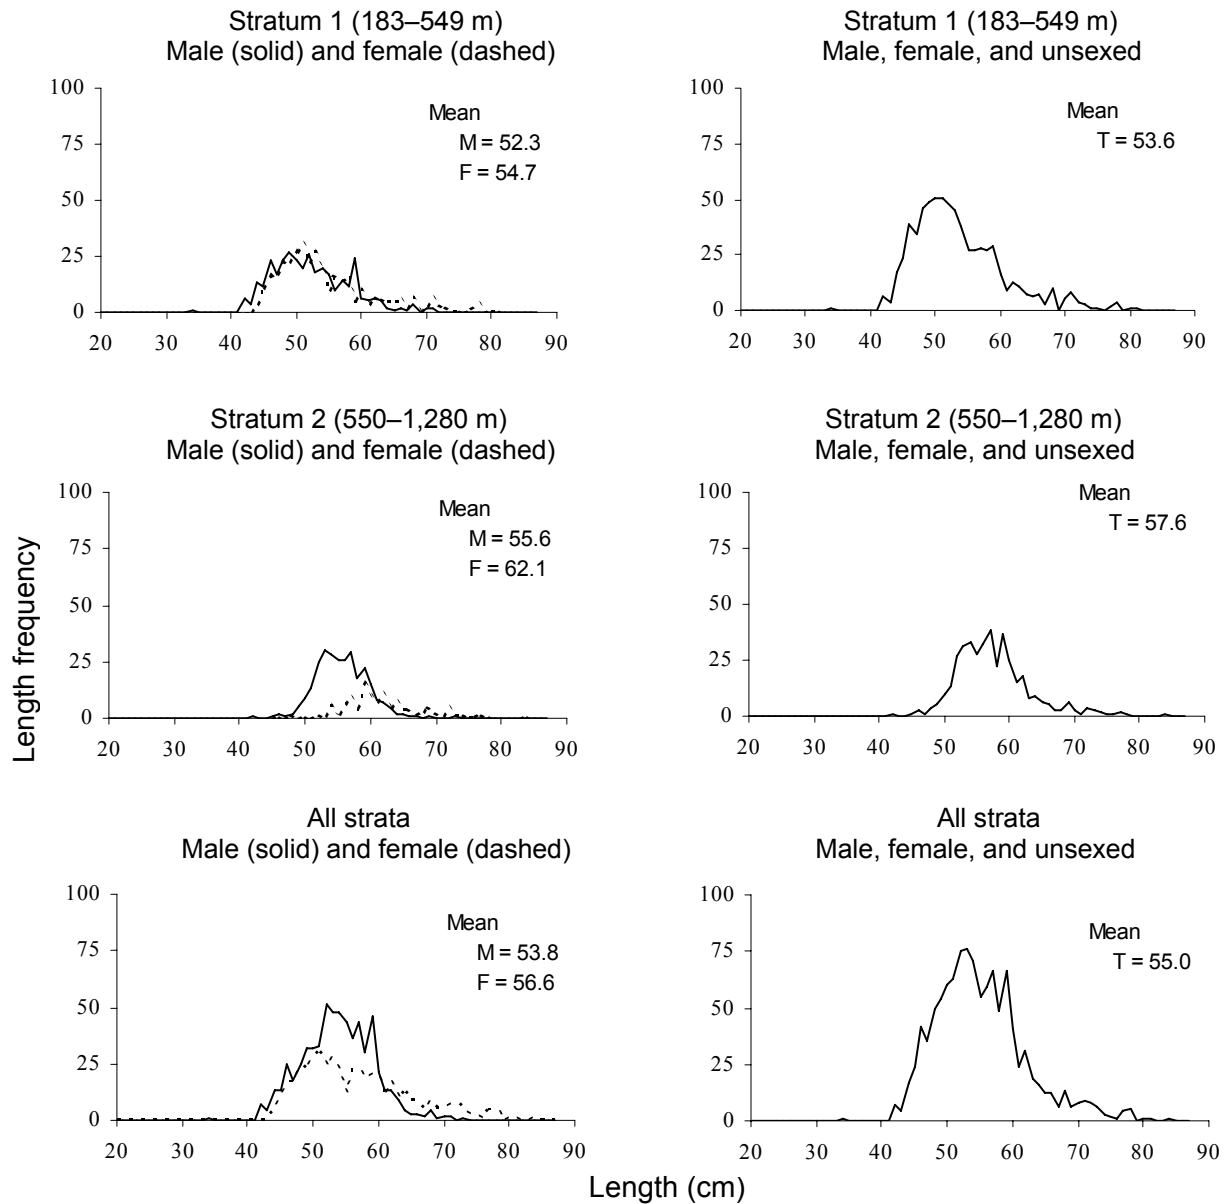 Stratum 1 (183–549 m)
Male (solid) and female (dashed)
100
75
50
25
0
20 30 40 50 60 70 80 90
Mean
M = 52.3
F = 54.7
Stratum 1 (183–549 m)
Male, female, and unsexed
100
75
50
25
0
20 30 40 50 60 70 80 90
Mean
T = 53.6
Stratum 2 (550–1,280 m)
Male (solid) and female (dashed)
100
75
50
25
0
20 30 40 50 60 70 80 90
Mean
M = 55.6
F = 62.1
Stratum 2 (550–1,280 m)
Male, female, and unsexed
100
75
50
25
0
20 30 40 50 60 70 80 90
Mean
T = 57.6
Length frequency
All strata
Male (solid) and female (dashed)
100
75
50
25
0
20 30 40 50 60 70 80 90
Mean
M = 53.8
F = 56.6
All strata
Male, female, and unsexed
100
75
50
25
0
20 30 40 50 60 70 80 90
Mean
T = 55.0
Length (cm)